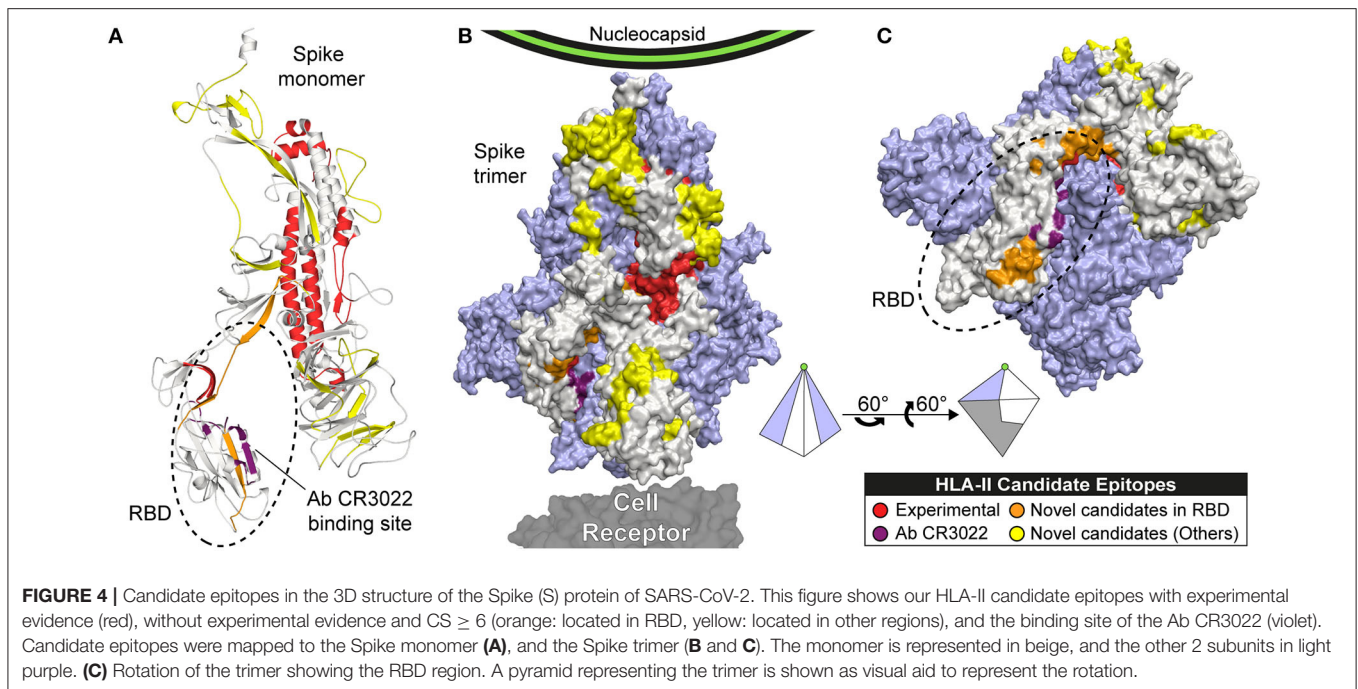 A
Spike
monomer
RBD
Ab CR3022
binding site
B
Nucleocapsid
Spike
trimer
Cell
Receptor
C
RBD
60° 60°
HLA-II Candidate Epitopes
Experimental Novel candidates in RBD
Ab CR3022 Novel candidates (Others)
FIGURE 4 | Candidate epitopes in the 3D structure of the Spike (S) protein of SARS-CoV-2. This figure shows our HLA-II candidate epitopes with experimental
evidence (red), without experimental evidence and CS ≥ 6 (orange: located in RBD, yellow: located in other regions), and the binding site of the Ab CR3022 (violet).
Candidate epitopes were mapped to the Spike monomer (A), and the Spike trimer (B and C). The monomer is represented in beige, and the other 2 subunits in light
purple. (C) Rotation of the trimer showing the RBD region. A pyramid representing the trimer is shown as visual aid to represent the rotation.